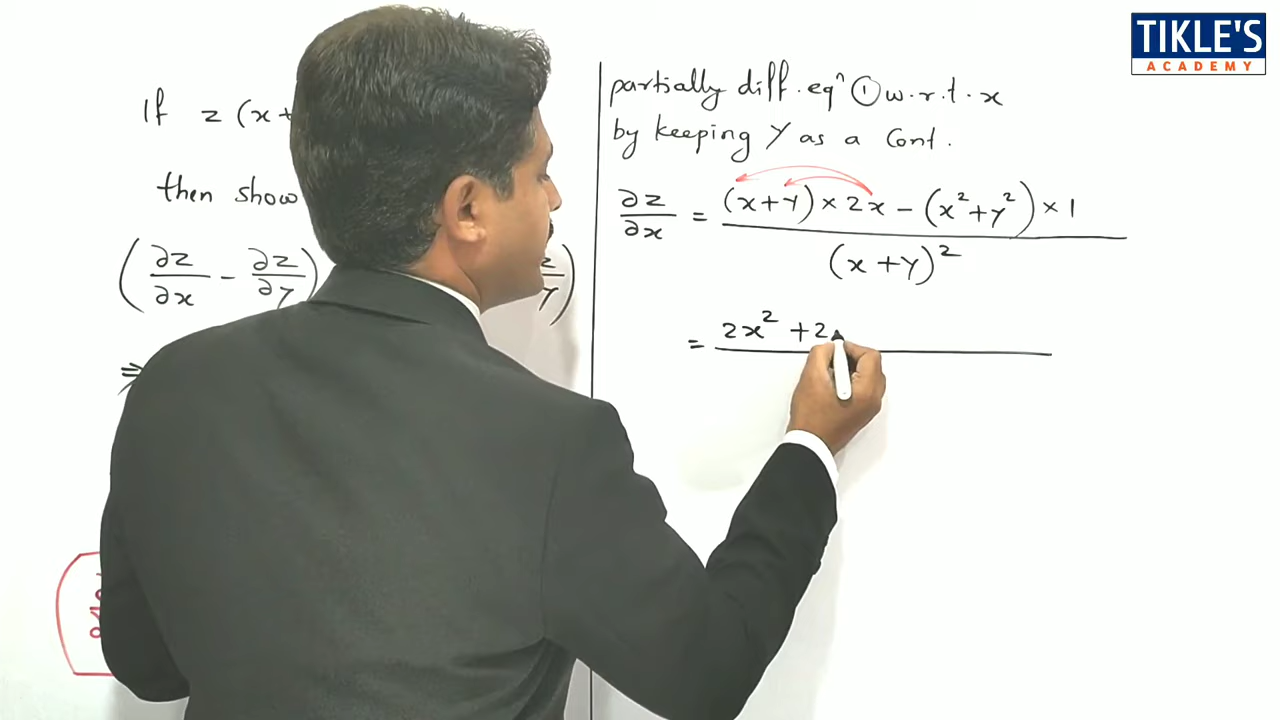 TIKLE'S
ACADEMY
If z (x+
then show
(∂z/∂x - ∂z/∂y)
⇒
partially diff. eqⁿ ① w.r.t. x
by keeping y as a Cont.
∂z/∂x = ((x+y) × 2x - (x²+y²) × 1)/(x+y)²
= 2x² + 2